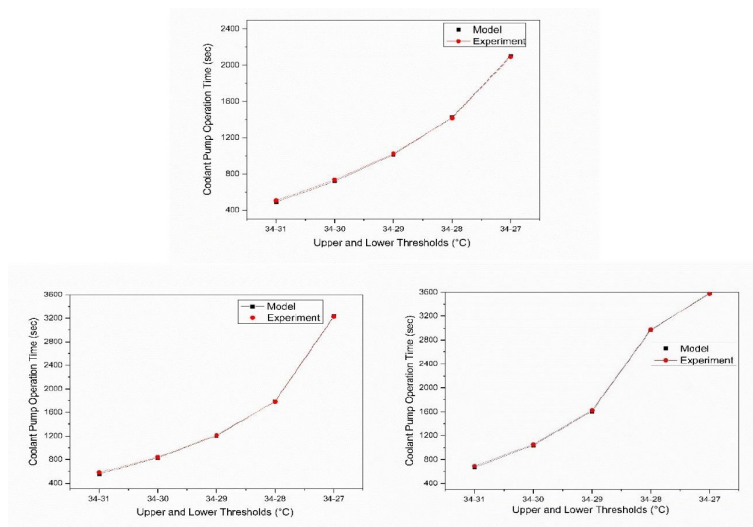 2400
2000
1600
1200
800
400
Coolant Pump Operation Time (sec)
Model
Experiment
34-31 34-30 34-29 34-28 34-27
Upper and Lower Thresholds (°C)
3600
3200
2800
2400
2000
1600
1200
800
400
Coolant Pump Operation Time (sec)
Model
Experiment
34-31 34-30 34-29 34-28 34-27
Upper and Lower Thresholds (°C)
3600
3200
2800
2400
2000
1600
1200
800
400
Coolant Pump Operation Time (sec)
Model
Experiment
34-31 34-30 34-29 34-28 34-27
Upper and Lower Thresholds (°C)